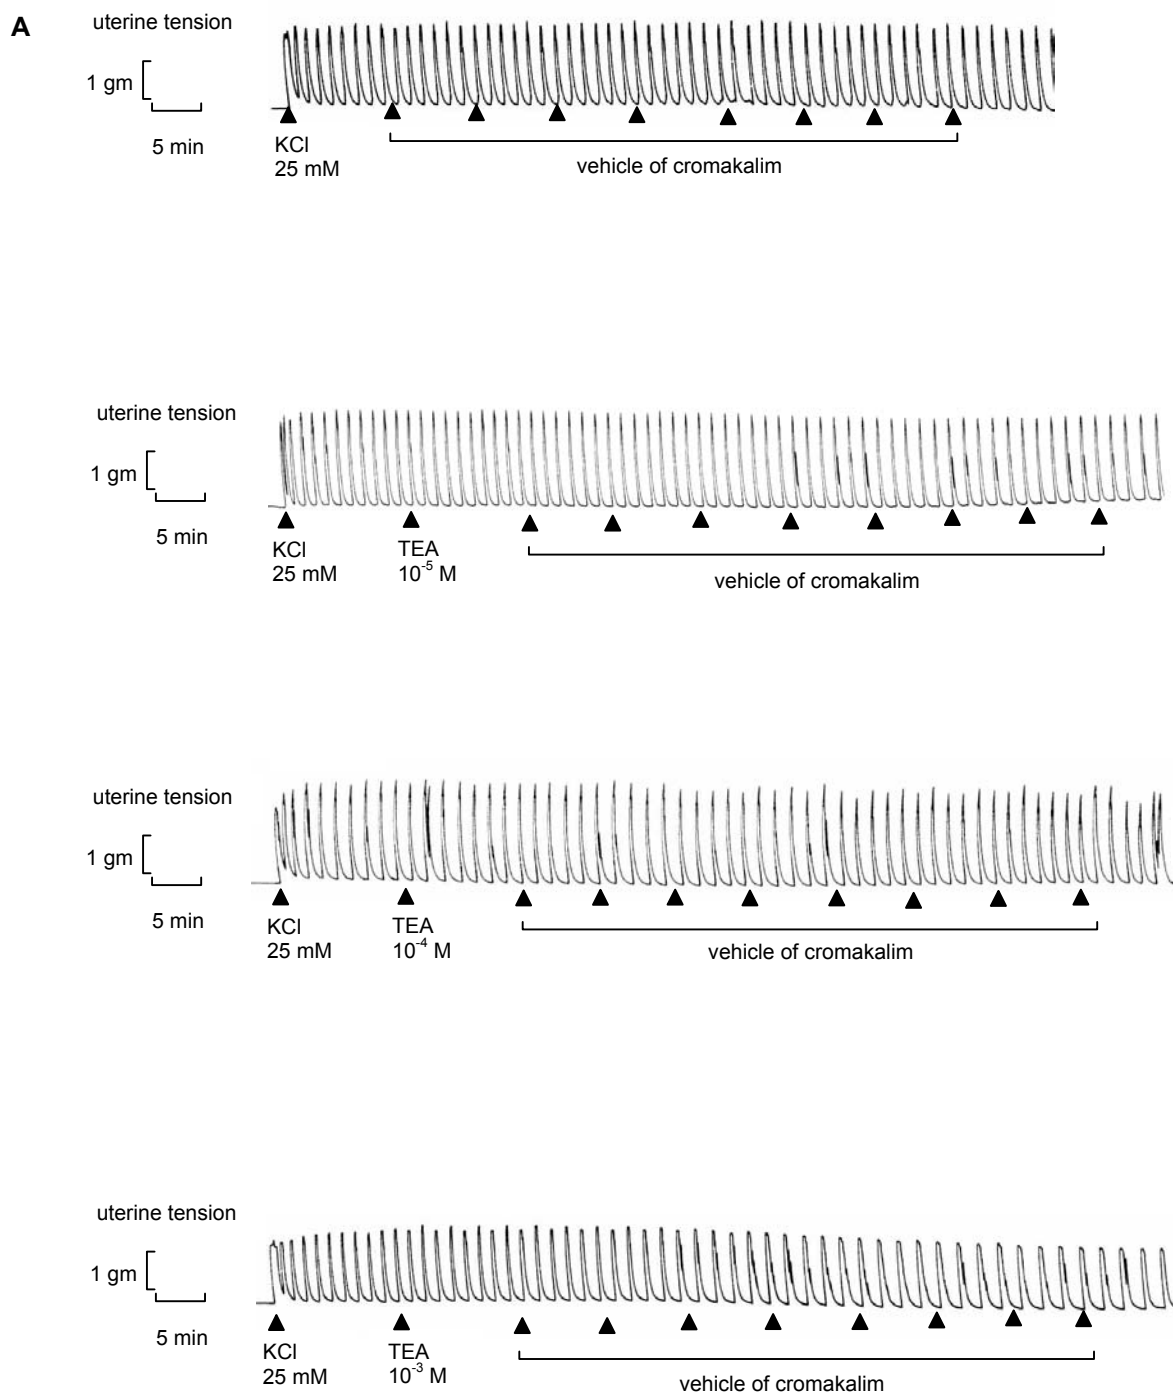 A
uterine tension
1 gm
5 min
KCl
25 mM
vehicle of cromakalim
uterine tension
1 gm
5 min
KCl
25 mM
TEA
10⁻⁵ M
vehicle of cromakalim
uterine tension
1 gm
5 min
KCl
25 mM
TEA
10⁻⁴ M
vehicle of cromakalim
uterine tension
1 gm
5 min
KCl
25 mM
TEA
10⁻³ M
vehicle of cromakalim